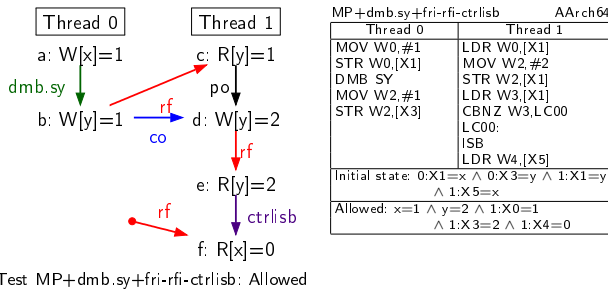 Thread 0
Thread 1
a: W[x]=1
c: R[y]=1
dmb.sy
po
rf
b: W[y]=1
d: W[y]=2
co
rf
e: R[y]=2
rf
ctrlisb
f: R[x]=0
Test MP+dmb.sy+fri-rfi-ctrlisb: Allowed
MP+dmb.sy+fri-rfi-ctrlisb AArch64
Thread 0 Thread 1
MOV W0,#1 LDR W0,[X1]
STR W0,[X1] MOV W2,#2
DMB SY STR W2,[X1]
MOV W2,#1 LDR W3,[X1]
STR W2,[X3] CBNZ W3,LC00
LC00:
ISB
LDR W4,[X5]
Initial state: 0:X1=x ∧ 0:X3=y ∧ 1:X1=y
∧ 1:X5=x
Allowed: x=1 ∧ y=2 ∧ 1:X0=1
∧ 1:X3=2 ∧ 1:X4=0